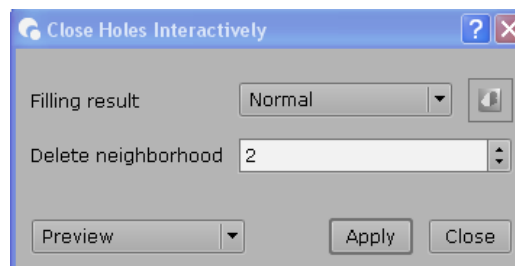 Close Holes Interactively
Filling result Normal
Delete neighborhood 2
Preview Apply Close